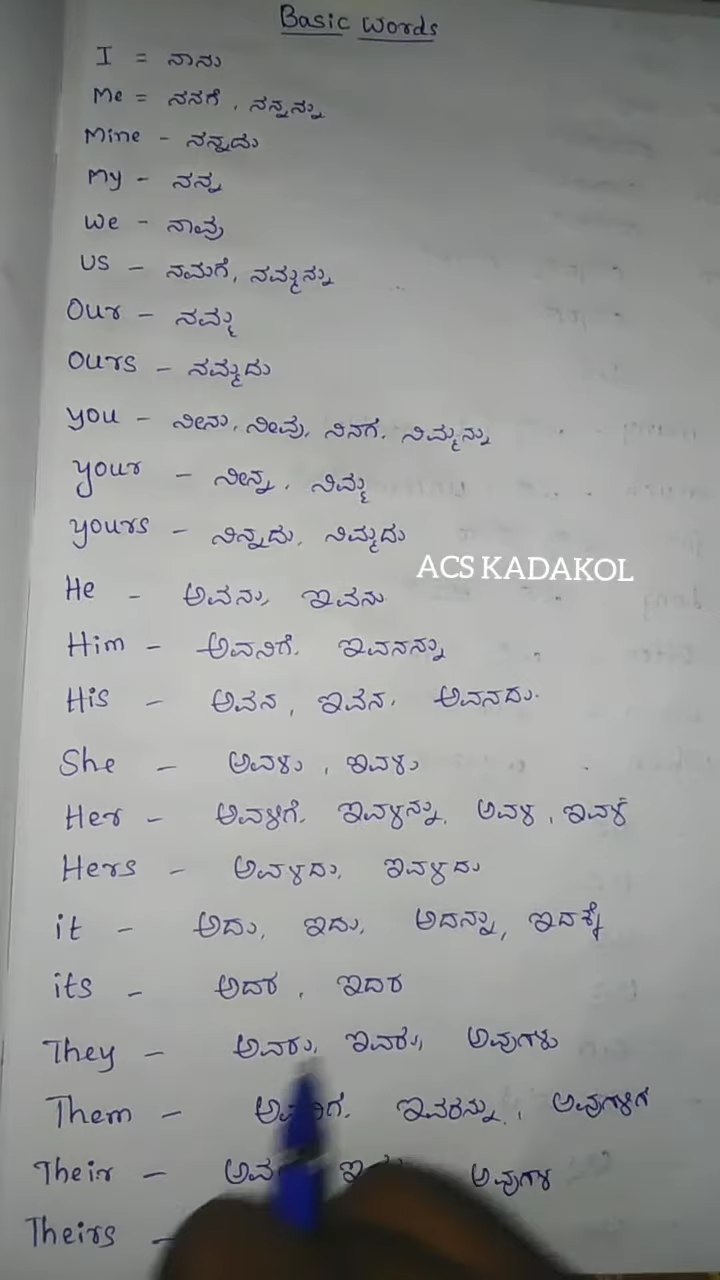 Basic Words
I = ನಾನು
Me = ನನಗೆ, ನನ್ನನ್ನು
Mine - ನನ್ನದು
My - ನನ್ನ
We - ನಾವು
US - ನಮಗೆ, ನಮ್ಮನ್ನು
Our - ನಮ್ಮ
Ours - ನಮ್ಮದು
you - ನೀನು, ನೀವು, ನಿನಗೆ, ನಿಮ್ಮನ್ನು
your - ನೀನ್ನ, ನಿಮ್ಮ
yours - ನಿನ್ನದು, ನಿಮ್ಮದು
ACS KADAKOL
He - ಅವನು, ಇವನು
Him - ಅವನಿಗೆ, ಇವನನ್ನು
His - ಅವನ, ಇವನ, ಅವನದು.
She - ಅವಳು, ಇವಳು
Her - ಅವಳಿಗೆ, ಇವಳನ್ನು, ಅವಳ, ಇವಳ
Hers - ಅವಳದು, ಇವಳದು
it - ಅದು, ಇದು, ಅದನ್ನು,
its - ಅದರ, ಇದರ
They - ಅವರು, ಇವರು, ಅವುಗಳು
Them - ಇವರನ್ನು, ಅವುಗಳಿಗೆ
Their - ಅವುಗಳ
Theirs -